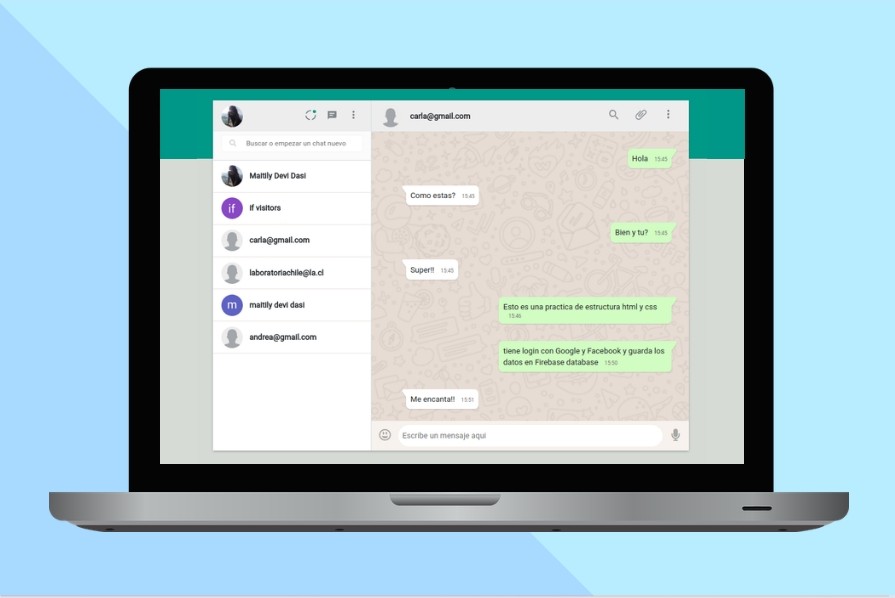 carla@gmail.com
Buscar o empezar un chat nuevo
Maitily Devi Dasi
if
If visitors
carla@gmail.com
laboratoriachile@la.cl
m
maitily devi dasi
andrea@gmail.com
Hola 15:45
Como estas? 15:45
Bien y tu? 15:45
Super!! 15:45
Esto es una practica de estructura html y css
15:46
tiene login con Google y Facebook y guarda los
datos en Firebase database 15:50
Me encanta!! 15:51
Escribe un mensaje aqui